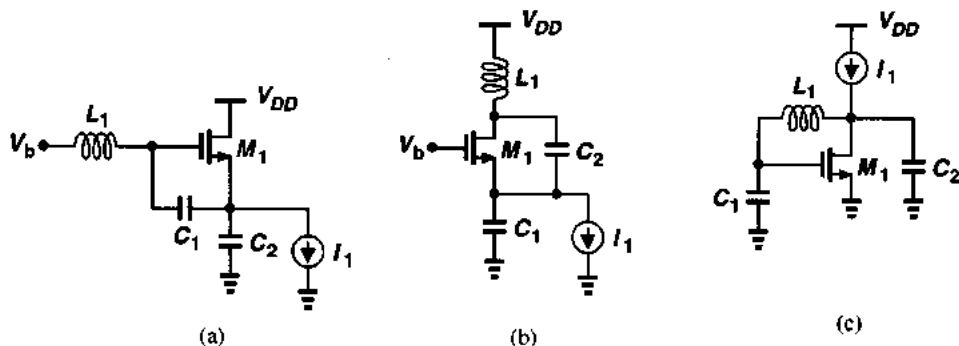 V_b
L_1
V_DD
M_1
C_1
C_2
I_1
(a)
V_DD
L_1
V_b
M_1
C_2
C_1
I_1
(b)
V_DD
I_1
L_1
M_1
C_1
C_2
(c)